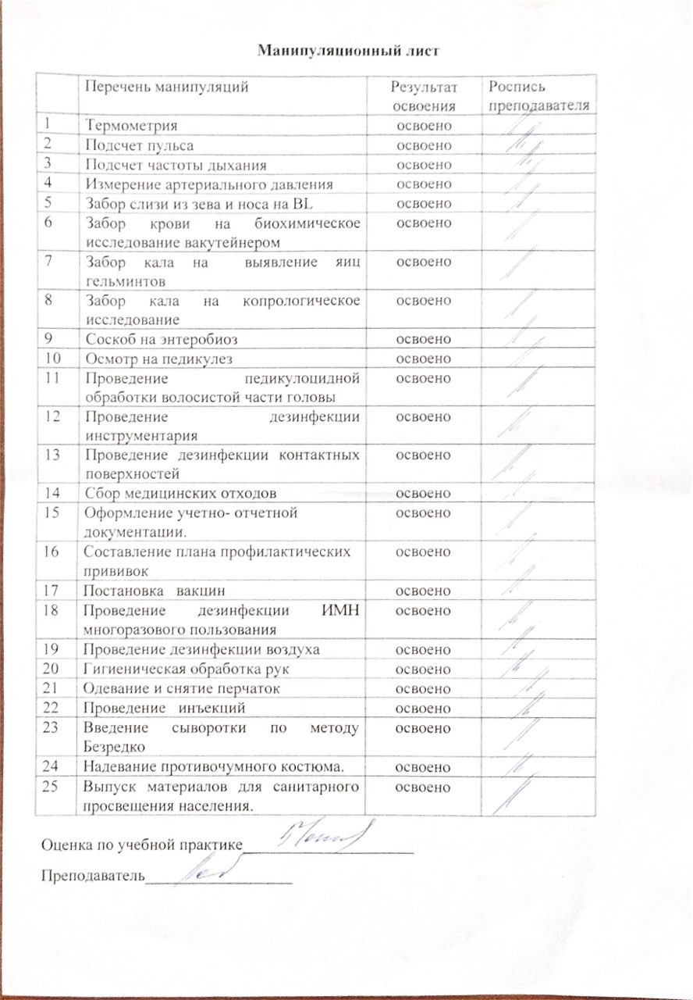 Манипуляционный лист
Перечень манипуляций Результат освоения Роспись преподавателя
1 Термометрия освоено
2 Подсчет пульса освоено
3 Подсчет частоты дыхания освоено
4 Измерение артериального давления освоено
5 Забор слизи из зева и носа на BL освоено
6 Забор крови на биохимическое освоено
исследование вакутейнером
7 Забор кала на выявление яиц освоено
гельминтов
8 Забор кала на копрологическое освоено
исследование
9 Соскоб на энтеробиоз освоено
10 Осмотр на педикулез освоено
11 Проведение педикулоцидной освоено
обработки волосистой части головы
12 Проведение дезинфекции освоено
инструментария
13 Проведение дезинфекции контактных освоено
поверхностей
14 Сбор медицинских отходов освоено
15 Оформление учетно- отчетной освоено
документации.
16 Составление плана профилактических освоено
прививок
17 Постановка вакцин освоено
18 Проведение дезинфекции ИМН освоено
многоразового пользования
19 Проведение дезинфекции воздуха освоено
20 Гигиеническая обработка рук освоено
21 Одевание и снятие перчаток освоено
22 Проведение инъекций освоено
23 Введение сыворотки по методу освоено
Безредко
24 Надевание противочумного костюма. освоено
25 Выпуск материалов для санитарного освоено
просвещения населения.
Оценка по учебной практике
Преподаватель